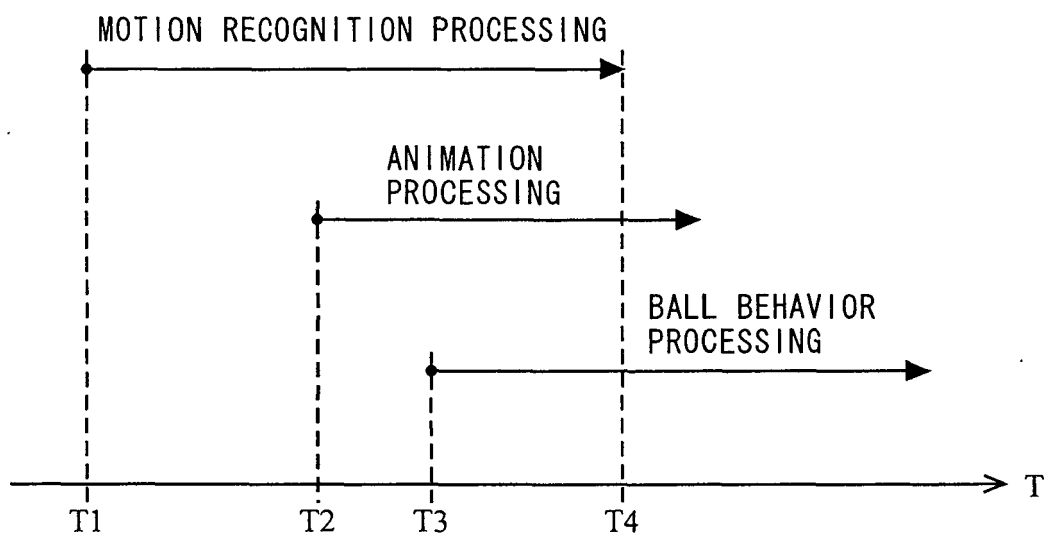 MOTION RECOGNITION PROCESSING
ANIMATION
PROCESSING
BALL BEHAVIOR
PROCESSING
T
T1
T2
T3
T4